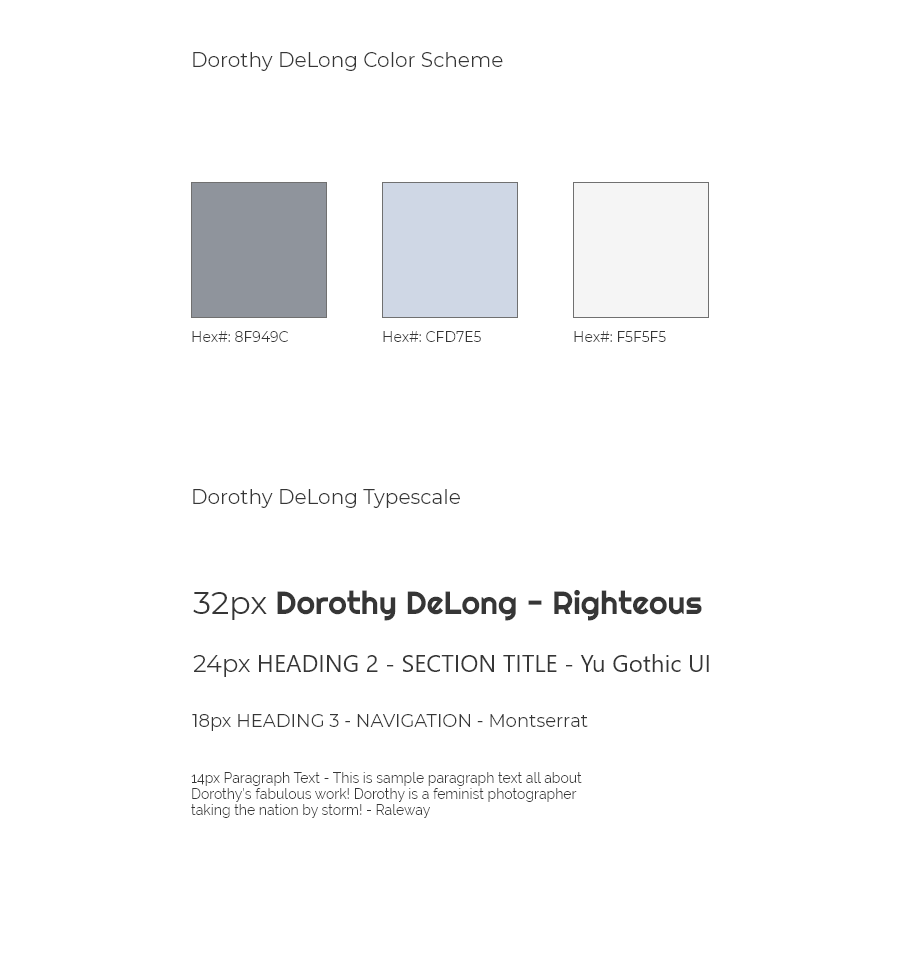 Dorothy DeLong Color Scheme
Hex#: 8F949C
Hex#: CFD7E5
Hex#: F5F5F5
Dorothy DeLong Typescale
32px Dorothy DeLong - Righteous
24px HEADING 2 - SECTION TITLE - Yu Gothic UI
18px HEADING 3 - NAVIGATION - Montserrat
14px Paragraph Text - This is sample paragraph text all about
Dorothy's fabulous work! Dorothy is a feminist photographer
taking the nation by storm! - Raleway